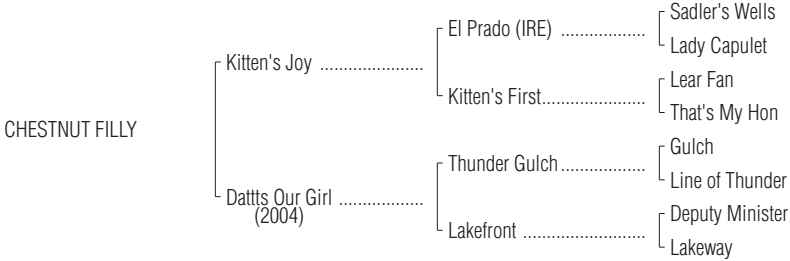 Sadler's Wells
El Prado (IRE) ...................
Lady Capulet
Kitten's Joy .......................
Lear Fan
Kitten's First.......................
That's My Hon
CHESTNUT FILLY
Gulch
Thunder Gulch...................
Line of Thunder
Dattts Our Girl ...................
(2004)
Deputy Minister
Lakefront ...........................
Lakeway